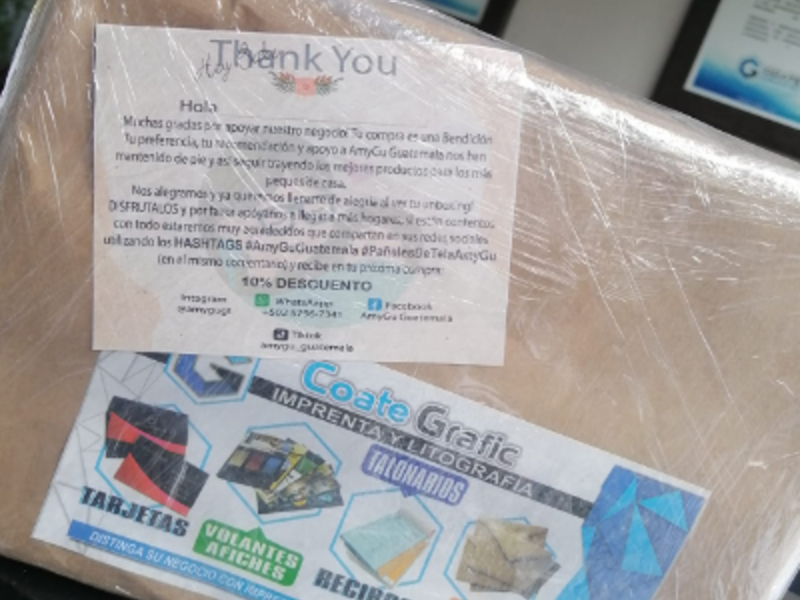 Thank You
Hola
Muchas gracias por apoyar nuestro negocio! Tu compra es una Bendición
Tu preferencia, tu recomendación y apoyo a AmyGu Guatemala nos han
mantenido de pie y así seguir trayendo los mejores productos para los más
peques de casa.
Nos alegramos y ya queremos llenarte de alegría al ver tu unboxing!
DISFRUTALOS y por favor apóyanos a llegar a más hogares, si están contentos
con todo estaremos muy agradecidos que comparten en sus redes sociales
utilizando los HASHTAGS #AmyGuGuatemala #PañalesDeTelaAmyGu
(en el mismo comentario) y recibe en tu próxima compra:
10% DESCUENTO
Instagram WhatsApp Facebook
@amygugt AmyGu Guatemala
Tiktok
amygu_guatemala
Coate Grafic
IMPRENTA Y LITOGRAFIA
TALONARIOS
TARJETAS
VOLANTES
AFICHES
DISTINGA SU NEGOCIO CON